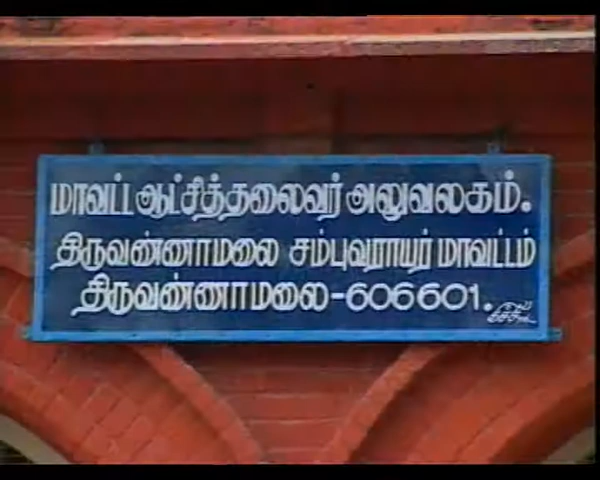 மாவட்ட ஆட்சித்தலைவர் அலுவலகம்.
திருவண்ணாமலை சம்புவராயர் மாவட்டம்
திருவண்ணாமலை-606601.